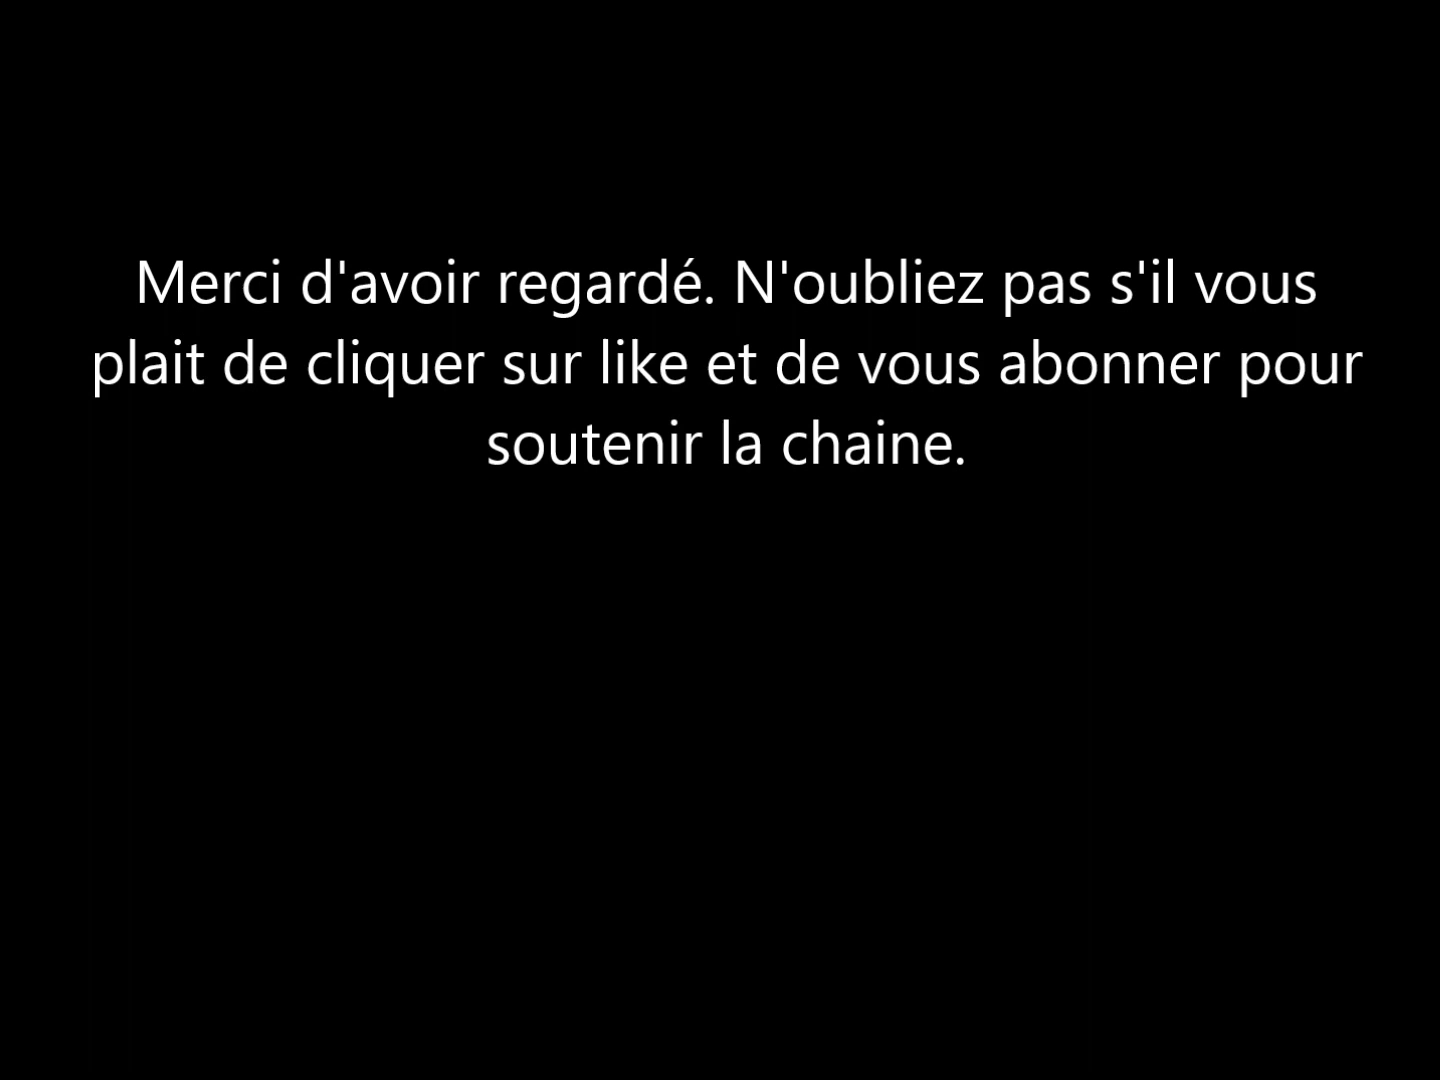 Merci d'avoir regardé. N'oubliez pas s'il vous
plait de cliquer sur like et de vous abonner pour
soutenir la chaine.